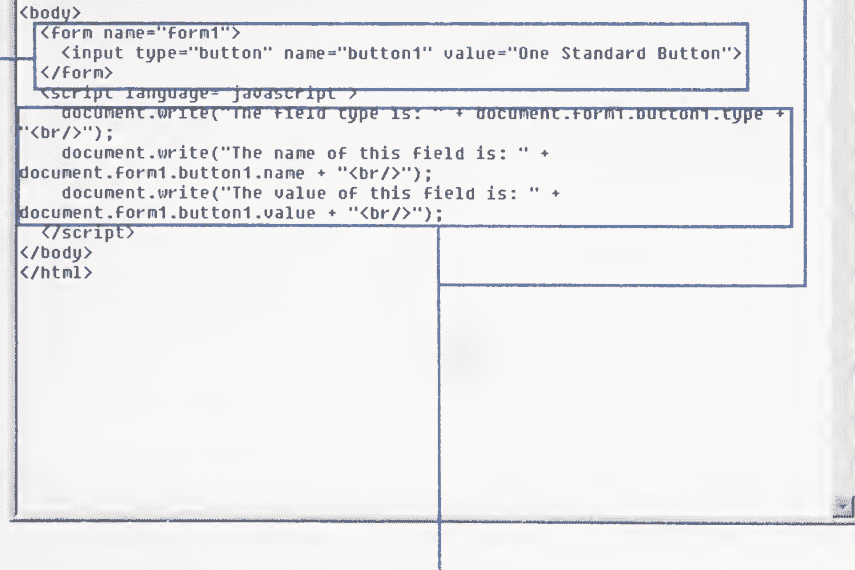 <body>
<form name="form1">
<input type="button" name="button1" value="One Standard Button">
</form>
<script language="javascript">
document.write("The field type is: " + document.form1.button1.type +
"<br/>");
document.write("The name of this field is: " +
document.form1.button1.name + "<br/>");
document.write("The value of this field is: " +
document.form1.button1.value + "<br/>");
</script>
</body>
</html>